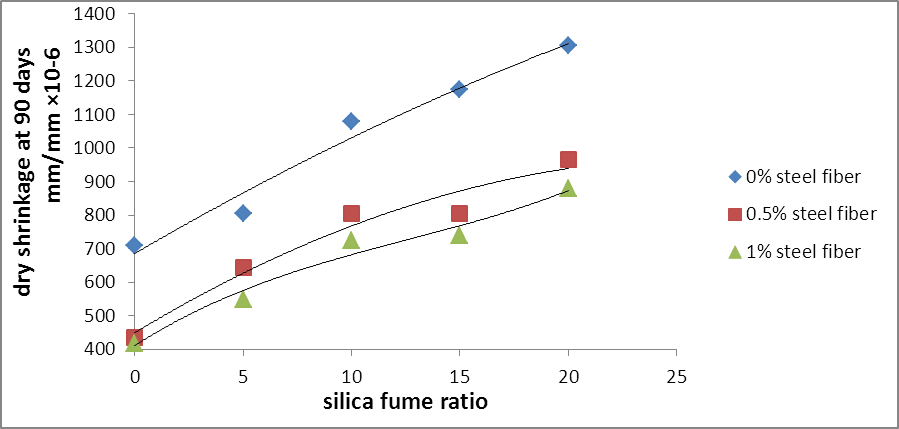 dry shrinkage at 90 days
mm/mm ×10-6
1400
1300
1200
1100
1000
900
800
700
600
500
400
0 5 10 15 20 25
silica fume ratio
0% steel fiber
0.5% steel fiber
1% steel fiber